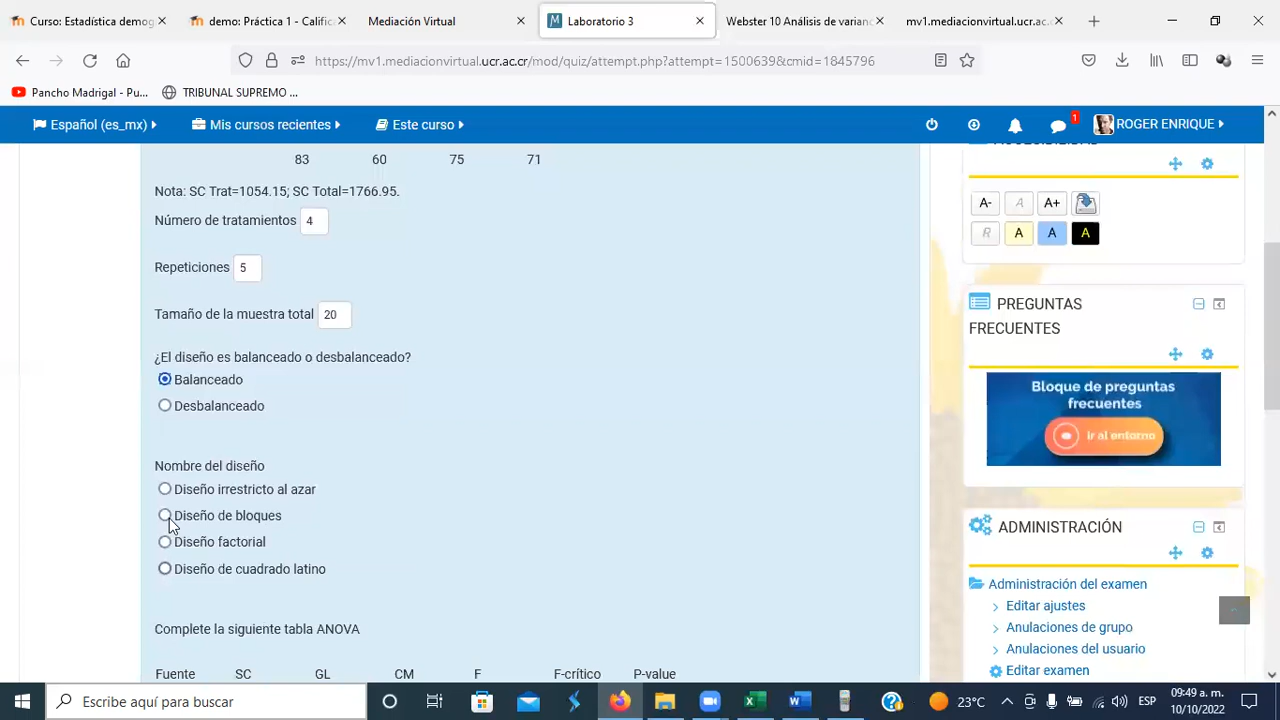 Curso: Estadística demog
demo: Práctica 1 - Califica
Mediación Virtual
Laboratorio 3
Webster 10 Análisis de varian
mv1.mediacionvirtual.ucr.ac.c
https://mv1.mediacionvirtual.ucr.ac.cr/mod/quiz/attempt.php?attempt=1500639&cmid=1845796
Pancho Madrigal - Pu...
TRIBUNAL SUPREMO ...
Español (es_mx)
Mis cursos recientes
Este curso
1
ROGER ENRIQUE
83 60 75 71
Nota: SC Trat=1054.15; SC Total=1766.95.
Número de tratamientos 4
Repeticiones 5
Tamaño de la muestra total 20
¿El diseño es balanceado o desbalanceado?
Balanceado
Desbalanceado
Nombre del diseño
Diseño irrestricto al azar
Diseño de bloques
Diseño factorial
Diseño de cuadrado latino
Complete la siguiente tabla ANOVA
Fuente SC GL CM F F-crítico P-value
A- A A+
R A A A
PREGUNTAS
FRECUENTES
Bloque de preguntas
frecuentes
Ir al entorno
ADMINISTRACIÓN
Administración del examen
Editar ajustes
Anulaciones de grupo
Anulaciones del usuario
Editar examen
Escribe aquí para buscar
23°C
ESP
09:49 a. m.
10/10/2022